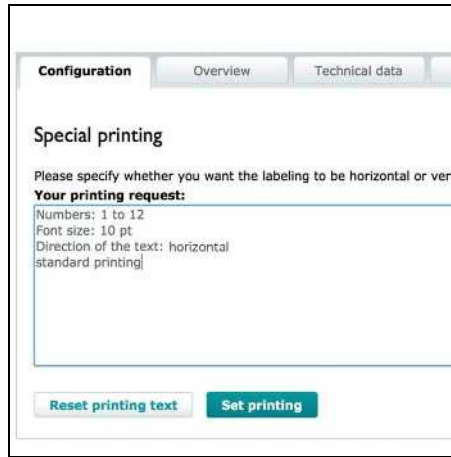 Configuration Overview Technical data
Special printing
Please specify whether you want the labeling to be horizontal or
Your printing request:
Numbers: 1 to 12
Font size: 10 pt
Direction of the text: horizontal
standard printing
Reset printing text Set printing